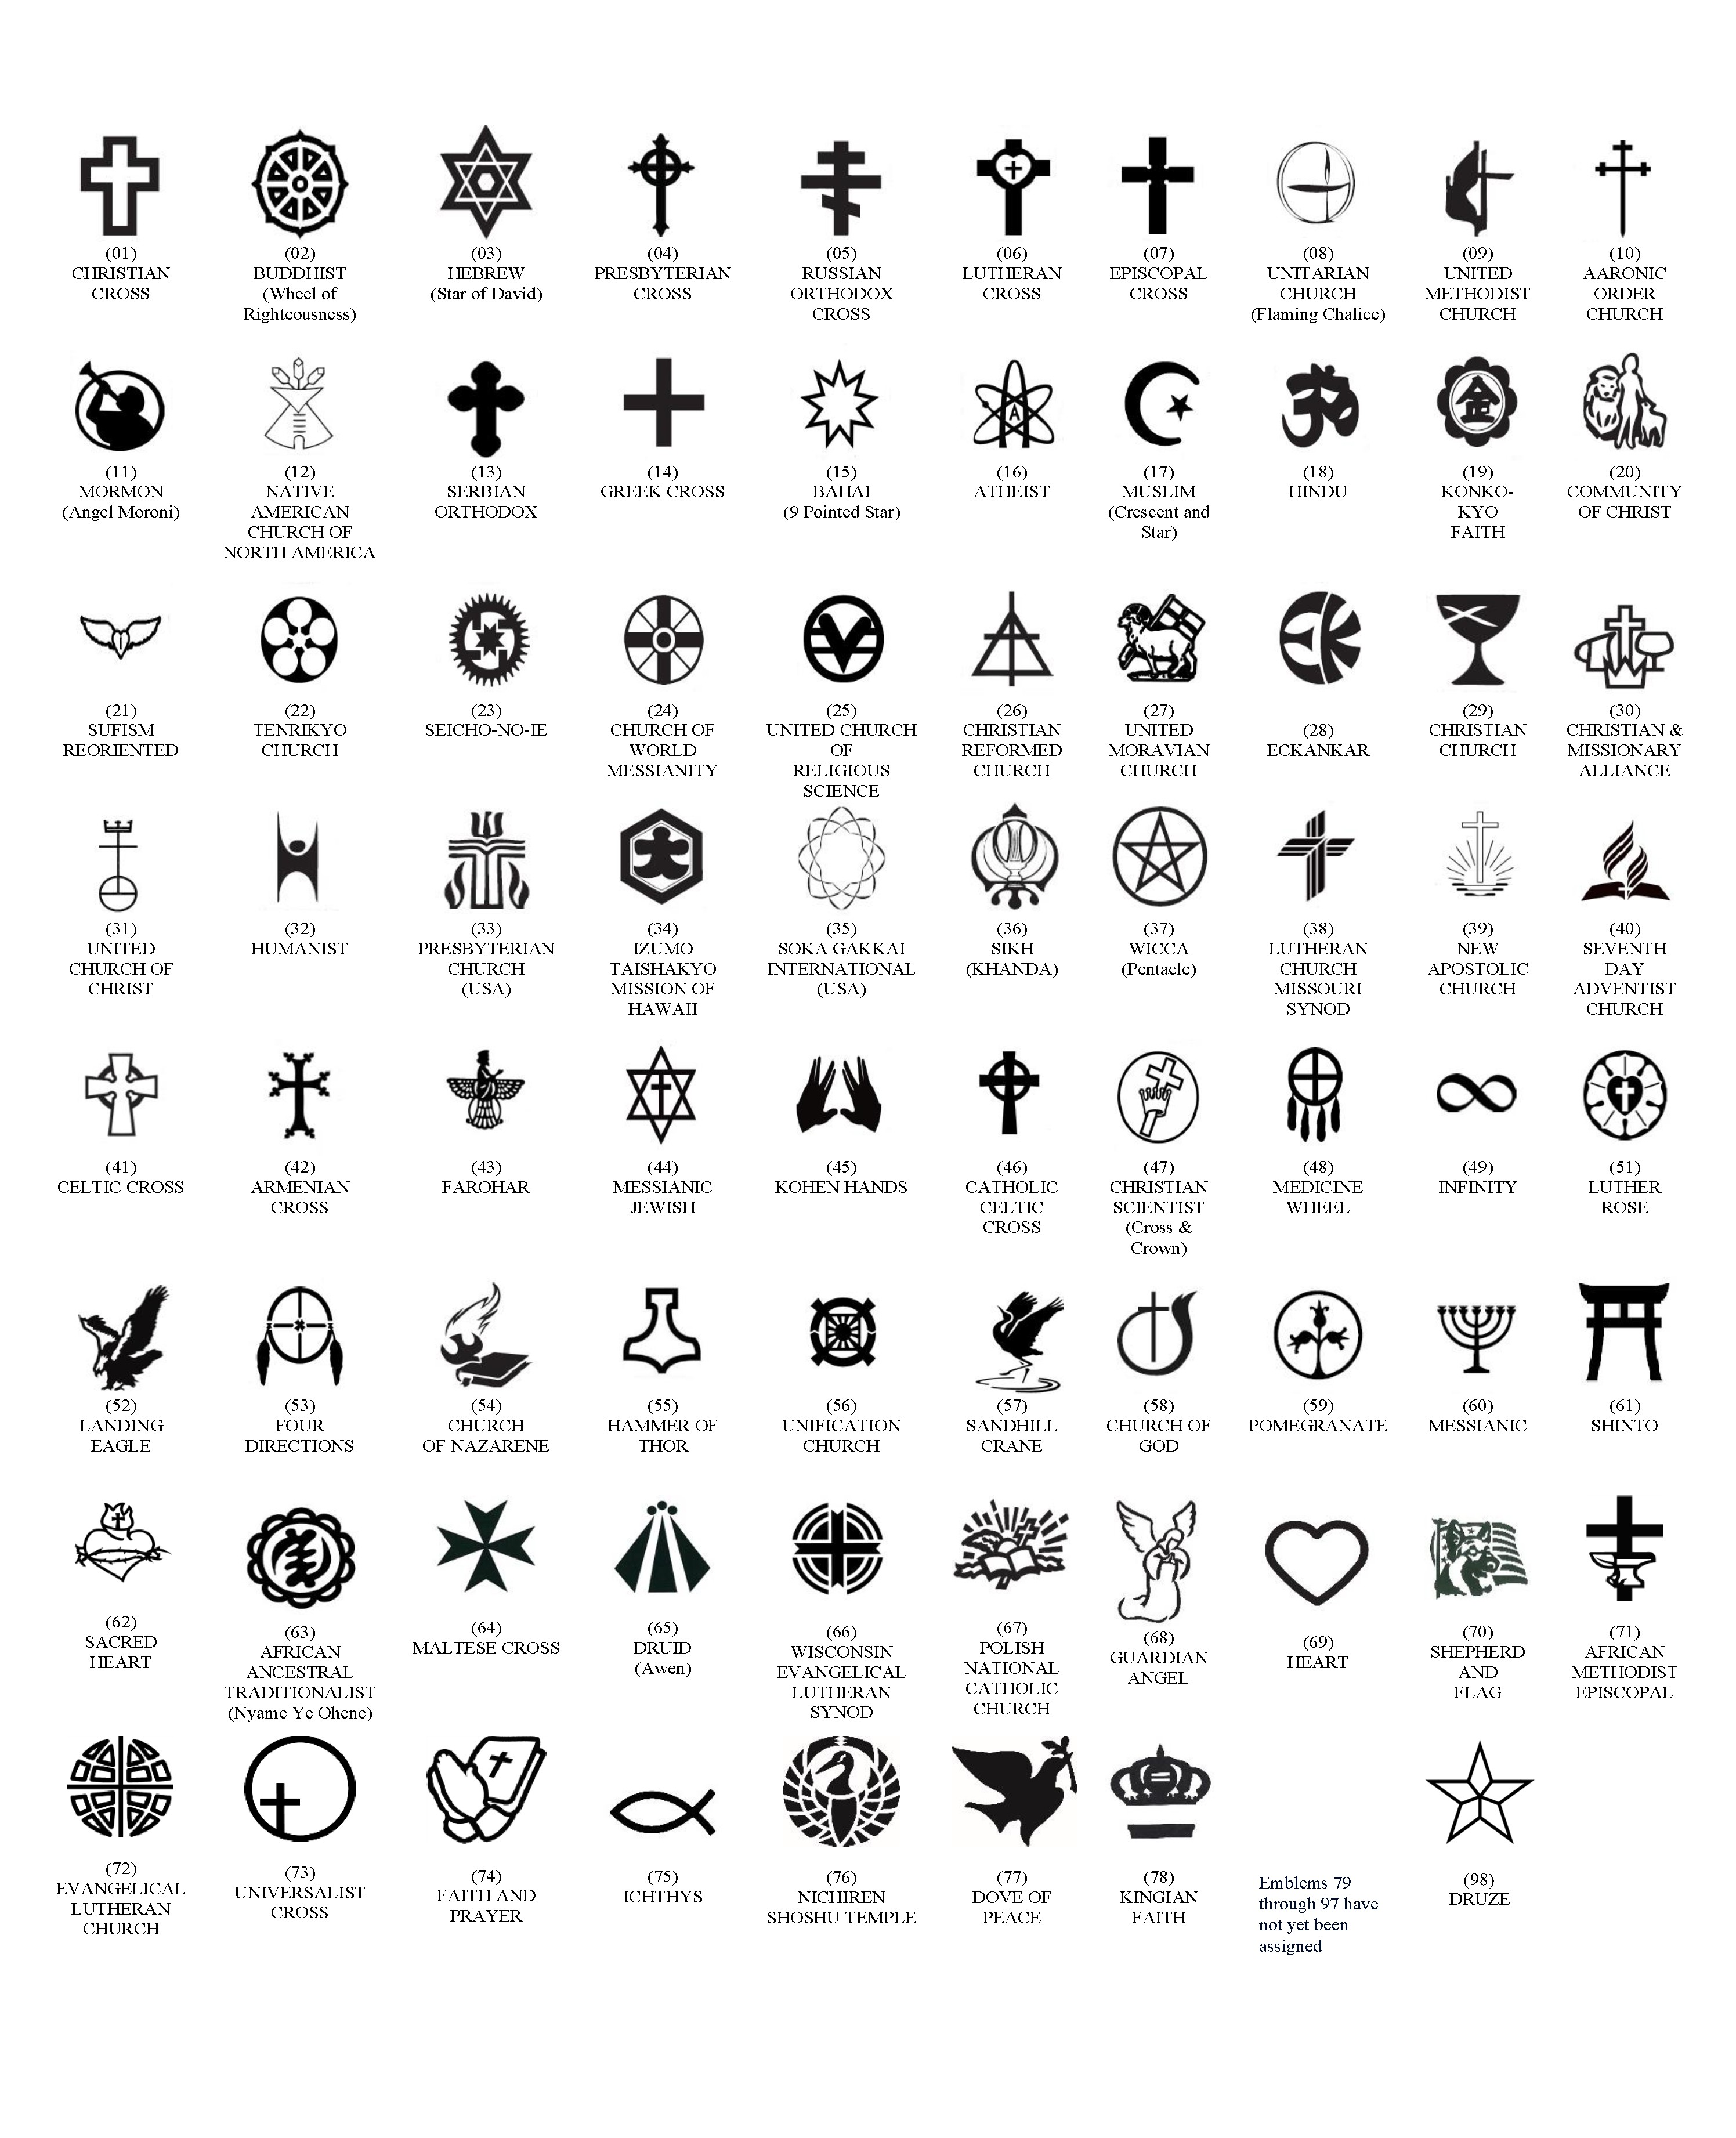 (01)
CHRISTIAN
CROSS
(02)
BUDDHIST
(Wheel of
Righteousness)
(03)
HEBREW
(Star of David)
(04)
PRESBYTERIAN
CROSS
(05)
RUSSIAN
ORTHODOX
CROSS
(06)
LUTHERAN
CROSS
(07)
EPISCOPAL
CROSS
(08)
UNITARIAN
CHURCH
(Flaming Chalice)
(09)
UNITED
METHODIST
CHURCH
(10)
AARONIC
ORDER
CHURCH
(11)
MORMON
(Angel Moroni)
(12)
NATIVE
AMERICAN
CHURCH OF
NORTH AMERICA
(13)
SERBIAN
ORTHODOX
(14)
GREEK CROSS
(15)
BAHAI
(9 Pointed Star)
A
(16)
ATHEIST
(17)
MUSLIM
(Crescent and
Star)
ॐ
(18)
HINDU
金
(19)
KONKO-
KYO
FAITH
(20)
COMMUNITY
OF CHRIST
(21)
SUFISM
REORIENTED
(22)
TENRIKYO
CHURCH
(23)
SEICHO-NO-IE
(24)
CHURCH OF
WORLD
MESSIANITY
(25)
UNITED CHURCH
OF
RELIGIOUS
SCIENCE
(26)
CHRISTIAN
REFORMED
CHURCH
(27)
UNITED
MORAVIAN
CHURCH
EK
(28)
ECKANKAR
(29)
CHRISTIAN
CHURCH
(30)
CHRISTIAN &
MISSIONARY
ALLIANCE
(31)
UNITED
CHURCH OF
CHRIST
(32)
HUMANIST
(33)
PRESBYTERIAN
CHURCH
(USA)
(34)
IZUMO
TAISHAKYO
MISSION OF
HAWAII
(35)
SOKA GAKKAI
INTERNATIONAL
(USA)
(36)
SIKH
(KHANDA)
(37)
WICCA
(Pentacle)
(38)
LUTHERAN
CHURCH
MISSOURI
SYNOD
(39)
NEW
APOSTOLIC
CHURCH
(40)
SEVENTH
DAY
ADVENTIST
CHURCH
(41)
CELTIC CROSS
(42)
ARMENIAN
CROSS
(43)
FAROHAR
(44)
MESSIANIC
JEWISH
(45)
KOHEN HANDS
(46)
CATHOLIC
CELTIC
CROSS
(47)
CHRISTIAN
SCIENTIST
(Cross &
Crown)
(48)
MEDICINE
WHEEL
(49)
INFINITY
(51)
LUTHER
ROSE
(52)
LANDING
EAGLE
(53)
FOUR
DIRECTIONS
(54)
CHURCH
OF NAZARENE
(55)
HAMMER OF
THOR
(56)
UNIFICATION
CHURCH
(57)
SANDHILL
CRANE
(58)
CHURCH OF
GOD
(59)
POMEGRANATE
(60)
MESSIANIC
(61)
SHINTO
(62)
SACRED
HEART
(63)
AFRICAN
ANCESTRAL
TRADITIONALIST
(Nyame Ye Ohene)
(64)
MALTESE CROSS
(65)
DRUID
(Awen)
(66)
WISCONSIN
EVANGELICAL
LUTHERAN
SYNOD
(67)
POLISH
NATIONAL
CATHOLIC
CHURCH
(68)
GUARDIAN
ANGEL
(69)
HEART
(70)
SHEPHERD
AND
FLAG
(71)
AFRICAN
METHODIST
EPISCOPAL
(72)
EVANGELICAL
LUTHERAN
CHURCH
(73)
UNIVERSALIST
CROSS
(74)
FAITH AND
PRAYER
(75)
ICHTHYS
(76)
NICHIREN
SHOSHU TEMPLE
(77)
DOVE OF
PEACE
(78)
KINGIAN
FAITH
Emblems 79
through 97 have
not yet been
assigned
(98)
DRUZE